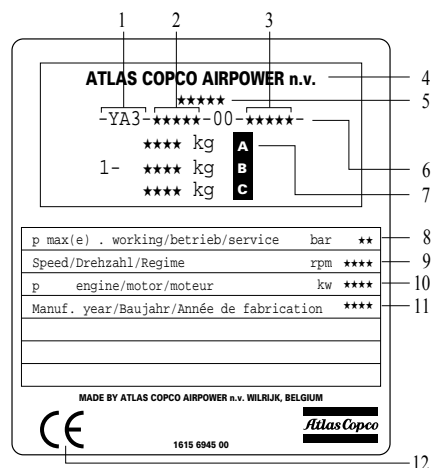 1 2 3
ATLAS COPCO AIRPOWER n.v. 4
★★★★★ 5
-YA3-★★★★★-00-★★★★★- 6
★★★★ kg A 7
1- ★★★★ kg B
★★★★ kg C
p max(e) . working/betrieb/service bar ★★ 8
Speed/Drehzahl/Regime rpm ★★★★ 9
p engine/motor/moteur kw ★★★★ 10
Manuf. year/Baujahr/Année de fabrication ★★★★ 11
MADE BY ATLAS COPCO AIRPOWER n.v. WILRIJK, BELGIUM
CE Atlas Copco
1615 6945 00
12